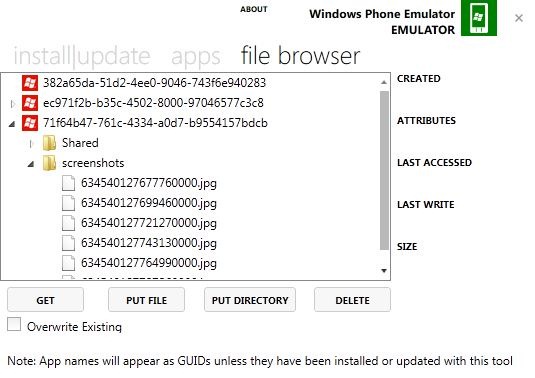 ABOUT
Windows Phone Emulator
EMULATOR
install|update apps file browser
382a65da-51d2-4ee0-9046-743f6e940283
ec971f2b-b35c-4502-8000-97046577c3c8
71f64b47-761c-4334-a0d7-b9554157bdcb
Shared
screenshots
634540127677760000.jpg
634540127699460000.jpg
634540127721270000.jpg
634540127743130000.jpg
634540127764990000.jpg
CREATED
ATTRIBUTES
LAST ACCESSED
LAST WRITE
SIZE
GET PUT FILE PUT DIRECTORY DELETE
Overwrite Existing
Note: App names will appear as GUIDs unless they have been installed or updated with this tool